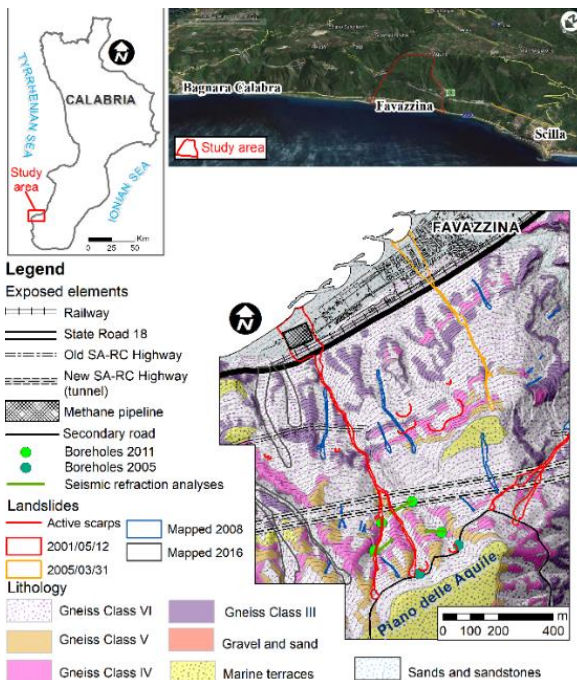 N
TYRRHENIAN SEA
CALABRIA
Study
area
IONIAN SEA
0 25 50
Km
Bagnara Calabra
Favazzina
Scilla
Study area
Legend
Exposed elements
Railway
State Road 18
Old SA-RC Highway
New SA-RC Highway
(tunnel)
Methane pipeline
Secondary road
Boreholes 2011
Boreholes 2005
Seismic refraction analyses
Landslides
Active scarps
2001/05/12
2005/03/31
Mapped 2008
Mapped 2016
Lithology
Gneiss Class VI
Gneiss Class V
Gneiss Class IV
Gneiss Class III
Gravel and sand
Marine terraces
Sands and sandstones
FAVAZZINA
N
Piano delle Aquile
0 100 200 400
m